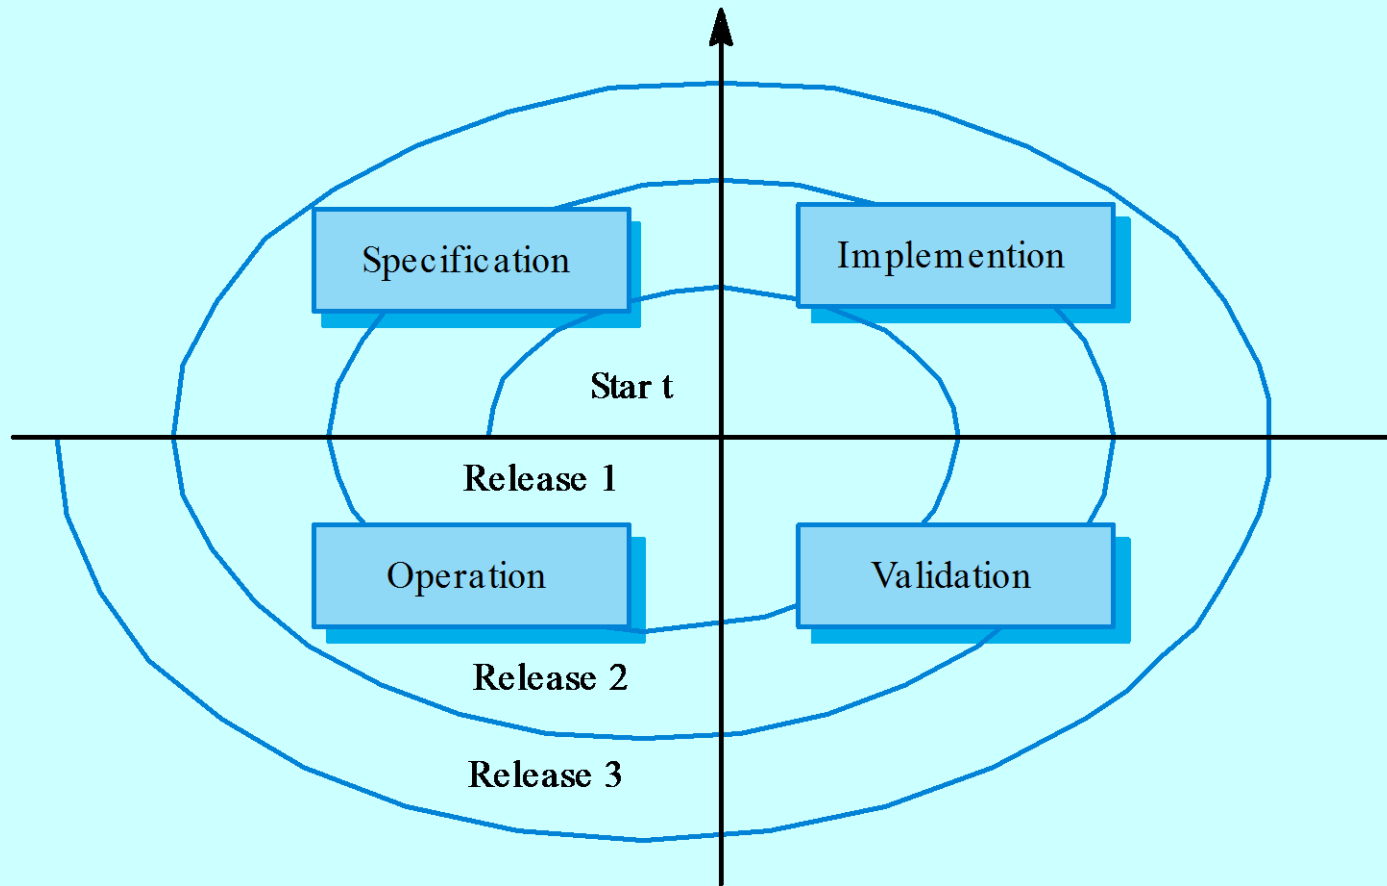 Specification
Implemention
Star t
Release 1
Operation
Validation
Release 2
Release 3